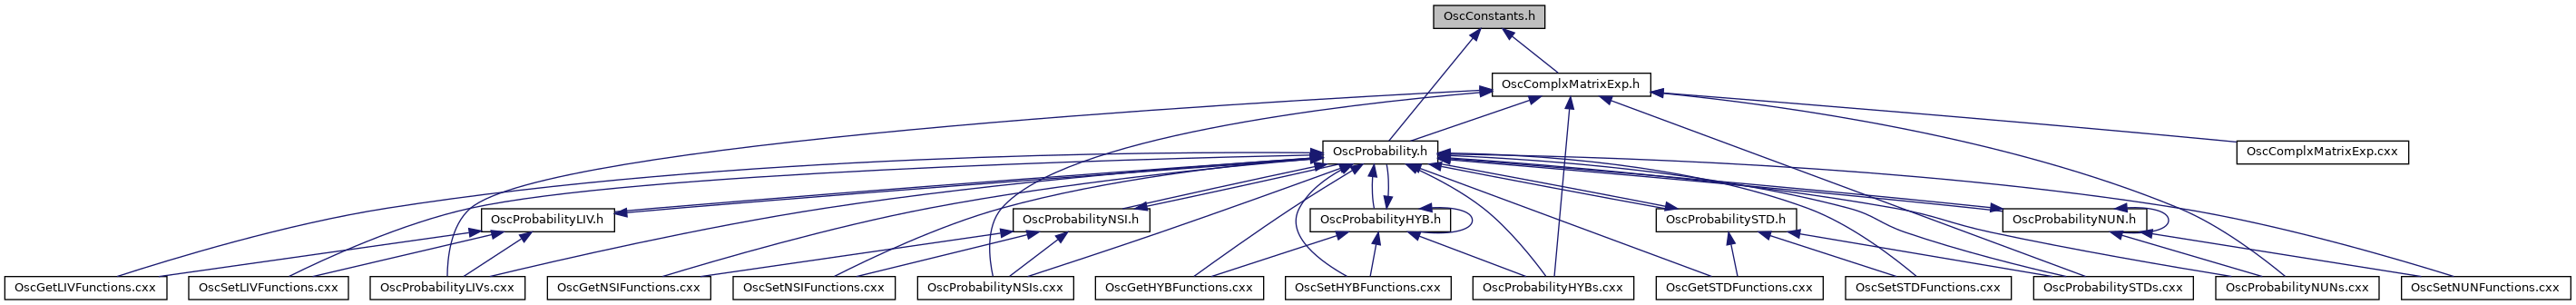 OscConstants.h
OscComplxMatrixExp.h
OscProbability.h
OscComplxMatrixExp.cxx
OscProbabilityLIV.h
OscProbabilityNSI.h
OscProbabilityHYB.h
OscProbabilitySTD.h
OscProbabilityNUN.h
OscGetLIVFunctions.cxx
OscSetLIVFunctions.cxx
OscProbabilityLIVs.cxx
OscGetNSIFunctions.cxx
OscSetNSIFunctions.cxx
OscProbabilityNSIs.cxx
OscGetHYBFunctions.cxx
OscSetHYBFunctions.cxx
OscProbabilityHYBs.cxx
OscGetSTDFunctions.cxx
OscSetSTDFunctions.cxx
OscProbabilitySTDs.cxx
OscProbabilityNUNs.cxx
OscSetNUNFunctions.cxx